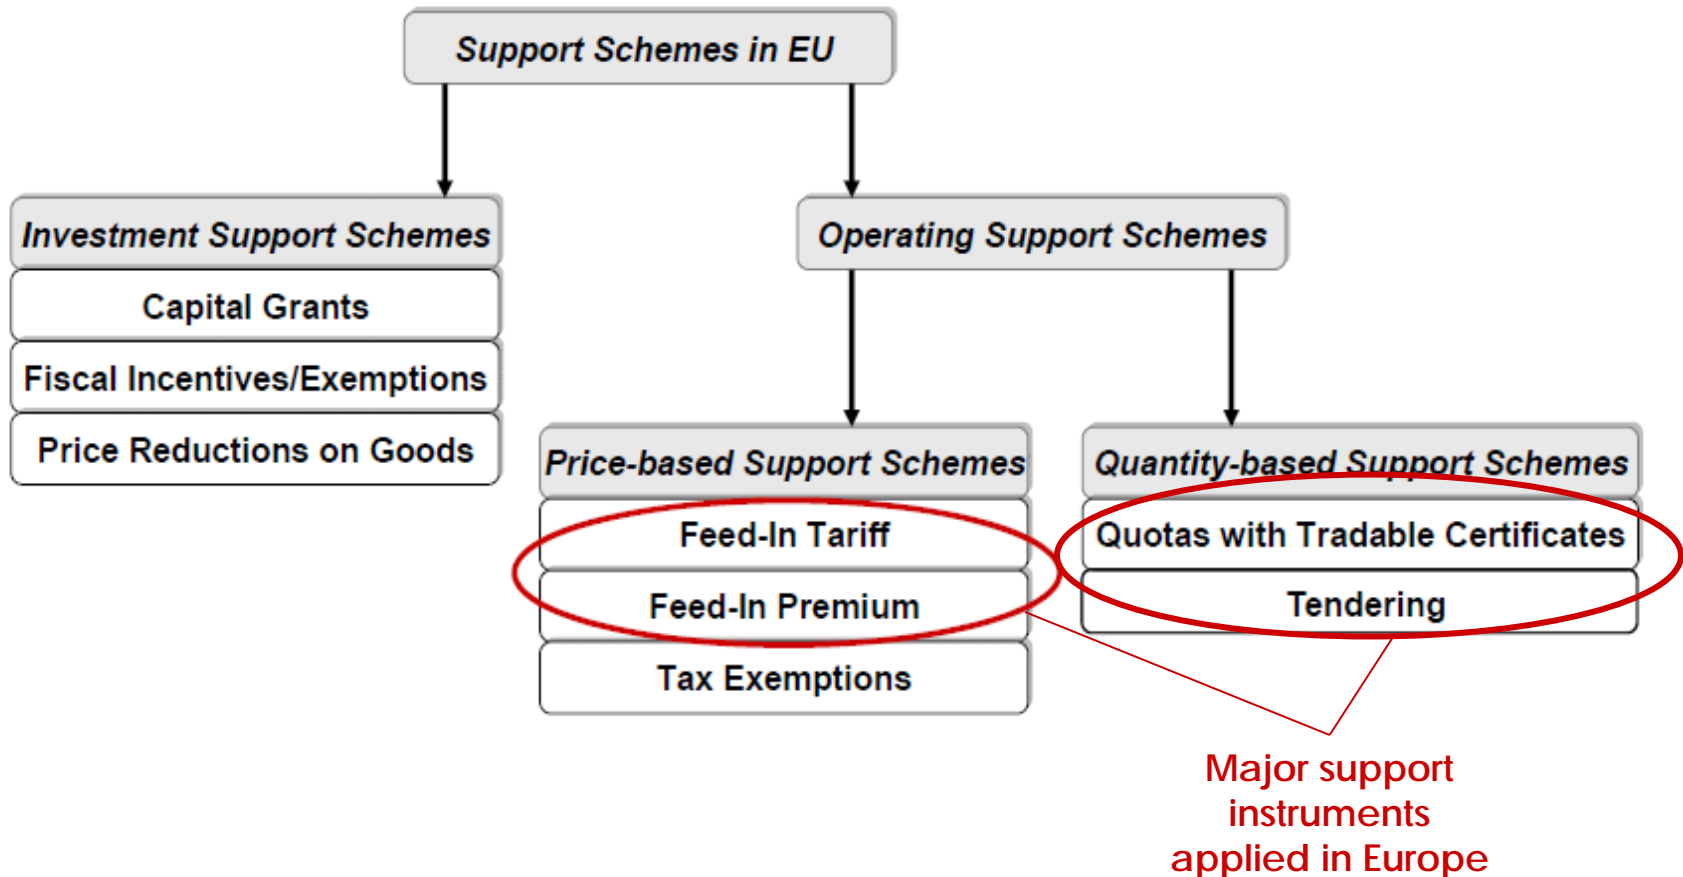 Support Schemes in EU
Investment Support Schemes
Capital Grants
Fiscal Incentives/Exemptions
Price Reductions on Goods
Operating Support Schemes
Price-based Support Schemes
Feed-In Tariff
Feed-In Premium
Tax Exemptions
Quantity-based Support Schemes
Quotas with Tradable Certificates
Tendering
Major support
instruments
applied in Europe